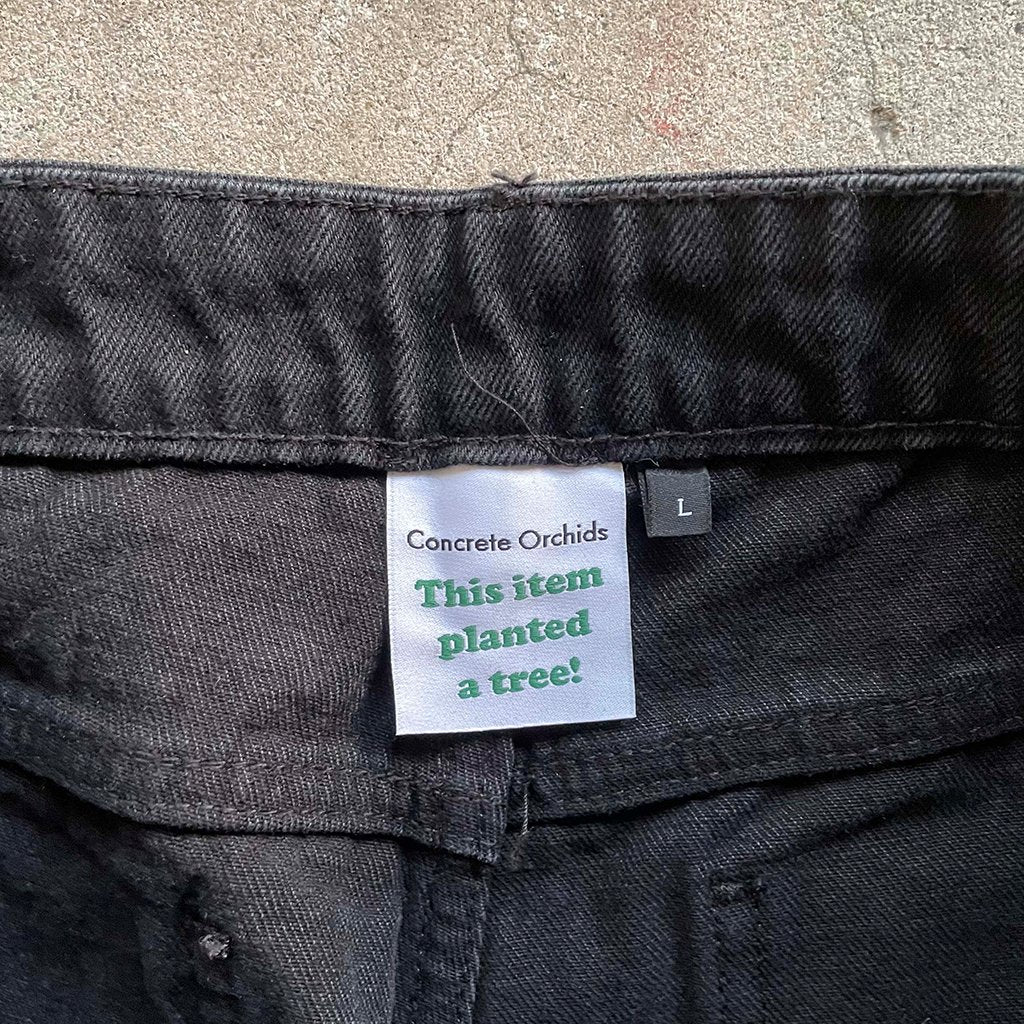 Concrete Orchids
This item
planted
a tree!
L